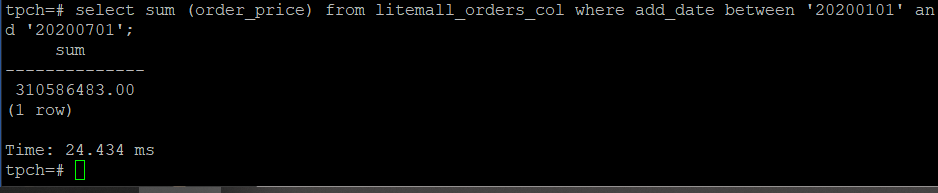 tpch=# select sum (order_price) from litemall_orders_col where add_date between '20200101' an
d '20200701';
     sum
--------------
 310586483.00
(1 row)

Time: 24.434 ms
tpch=#